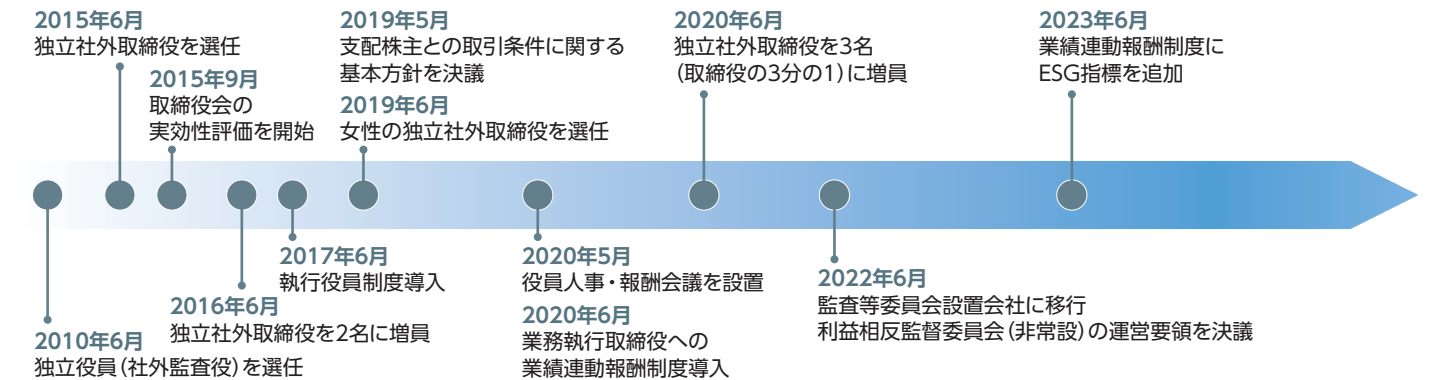 2015年6月
独立社外取締役を選任
2015年9月
取締役会の
実効性評価を開始
2019年5月
支配株主との取引条件に関する
基本方針を決議
2019年6月
女性の独立社外取締役を選任
2020年6月
独立社外取締役を3名
（取締役の3分の1）に増員
2023年6月
業績連動報酬制度に
ESG指標を追加
2010年6月
独立役員（社外監査役）を選任
2016年6月
独立社外取締役を2名に増員
2017年6月
執行役員制度導入
2020年5月
役員人事・報酬会議を設置
2020年6月
業務執行取締役への
業績連動報酬制度導入
2022年6月
監査等委員会設置会社に移行
利益相反監督委員会（非常設）の運営要領を決議